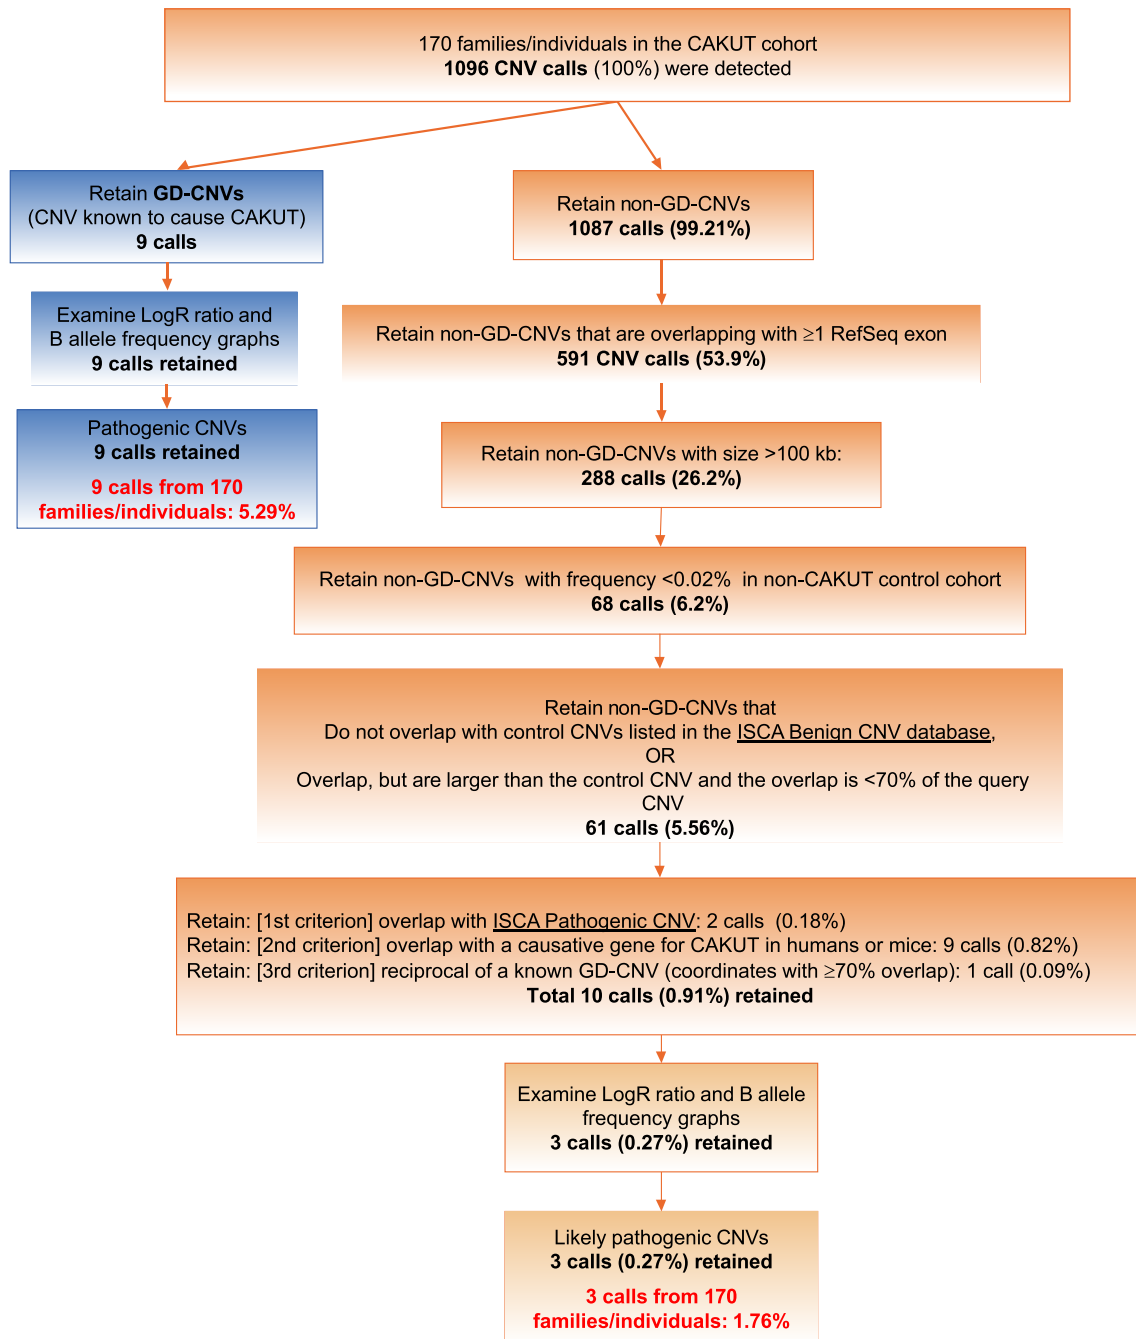 170 families/individuals in the CAKUT cohort
1096 CNV calls (100%) were detected
Retain GD-CNVs
(CNV known to cause CAKUT)
9 calls
Examine LogR ratio and
B allele frequency graphs
9 calls retained
Pathogenic CNVs
9 calls retained
9 calls from 170
families/individuals: 5.29%
Retain non-GD-CNVs
1087 calls (99.21%)
Retain non-GD-CNVs that are overlapping with ≥1 RefSeq exon
591 CNV calls (53.9%)
Retain non-GD-CNVs with size >100 kb:
288 calls (26.2%)
Retain non-GD-CNVs with frequency <0.02% in non-CAKUT control cohort
68 calls (6.2%)
Retain non-GD-CNVs that
Do not overlap with control CNVs listed in the ISCA Benign CNV database,
OR
Overlap, but are larger than the control CNV and the overlap is <70% of the query
CNV
61 calls (5.56%)
Retain: [1st criterion] overlap with ISCA Pathogenic CNV: 2 calls (0.18%)
Retain: [2nd criterion] overlap with a causative gene for CAKUT in humans or mice: 9 calls (0.82%)
Retain: [3rd criterion] reciprocal of a known GD-CNV (coordinates with ≥70% overlap): 1 call (0.09%)
Total 10 calls (0.91%) retained
Examine LogR ratio and B allele
frequency graphs
3 calls (0.27%) retained
Likely pathogenic CNVs
3 calls (0.27%) retained
3 calls from 170
families/individuals: 1.76%